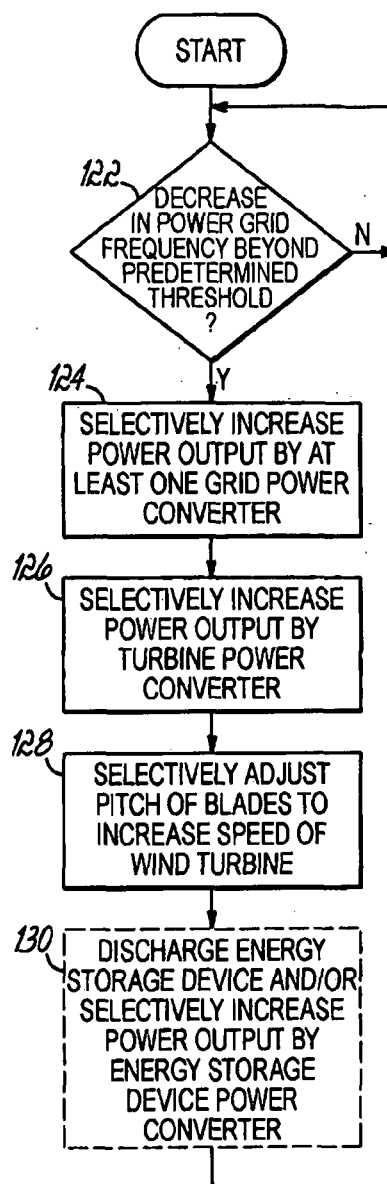 START
122
DECREASE
IN POWER GRID
FREQUENCY BEYOND
PREDETERMINED
THRESHOLD
?
N
Y
124
SELECTIVELY INCREASE
POWER OUTPUT BY AT
LEAST ONE GRID POWER
CONVERTER
126
SELECTIVELY INCREASE
POWER OUTPUT BY
TURBINE POWER
CONVERTER
128
SELECTIVELY ADJUST
PITCH OF BLADES TO
INCREASE SPEED OF
WIND TURBINE
130
DISCHARGE ENERGY
STORAGE DEVICE AND/OR
SELECTIVELY INCREASE
POWER OUTPUT BY
ENERGY STORAGE
DEVICE POWER
CONVERTER